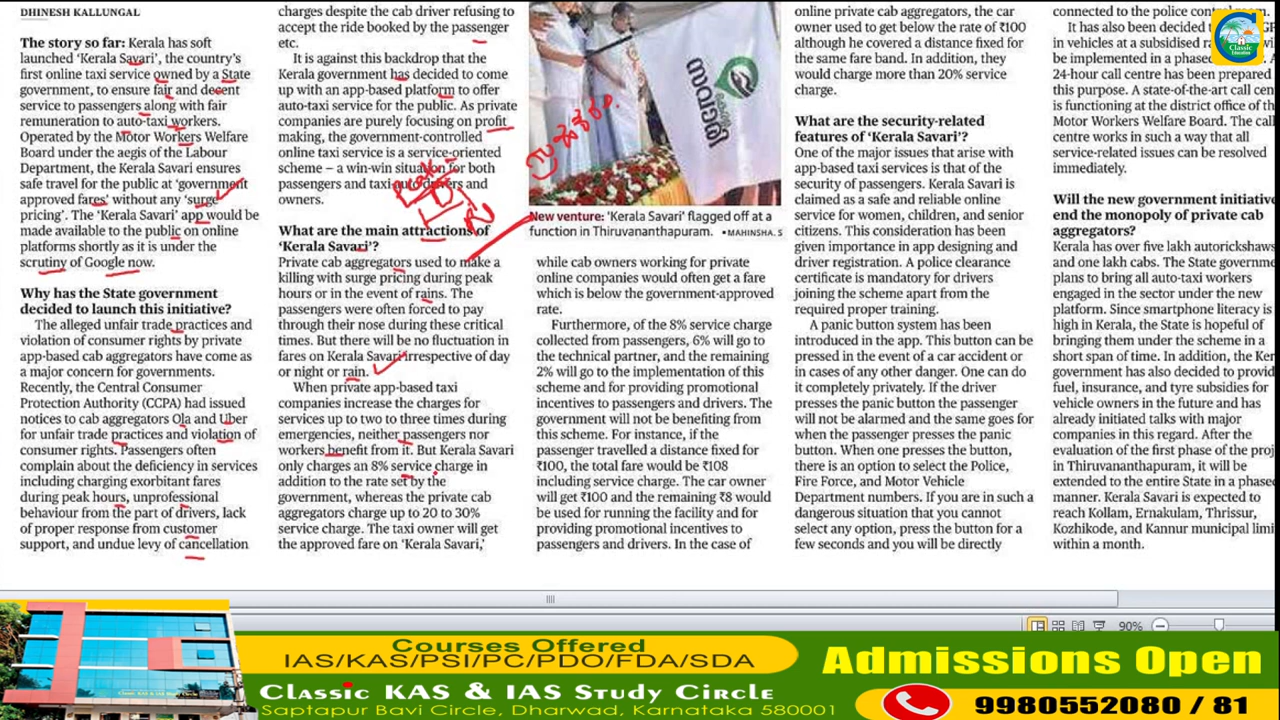 DHINESH KALLUNGAL
The story so far: Kerala has soft
launched ‘Kerala Savari’, the country’s
first online taxi service owned by a State
government, to ensure fair and decent
service to passengers along with fair
remuneration to auto-taxi workers.
Operated by the Motor Workers Welfare
Board under the aegis of the Labour
Department, the Kerala Savari ensures
safe travel for the public at ‘government
approved fares’ without any ‘surge
pricing’. The ‘Kerala Savari’ app would be
made available to the public on online
platforms shortly as it is under the
scrutiny of Google now.
Why has the State government
decided to launch this initiative?
The alleged unfair trade practices and
violation of consumer rights by private
app-based cab aggregators have come as
a major concern for governments.
Recently, the Central Consumer
Protection Authority (CCPA) had issued
notices to cab aggregators Ola and Uber
for unfair trade practices and violation of
consumer rights. Passengers often
complain about the deficiency in services
including charging exorbitant fares
during peak hours, unprofessional
behaviour from the part of drivers, lack
of proper response from customer
support, and undue levy of cancellation
charges despite the cab driver refusing to
accept the ride booked by the passenger
etc.
It is against this backdrop that the
Kerala government has decided to come
up with an app-based platform to offer
auto-taxi service for the public. As private
companies are purely focusing on profit
making, the government-controlled
online taxi service is a service-oriented
scheme – a win-win situation for both
passengers and taxi-auto drivers and
owners.
What are the main attractions of
‘Kerala Savari’?
Private cab aggregators used to make a
killing with surge pricing during peak
hours or in the event of rains. The
passengers were often forced to pay
through their nose during these critical
times. But there will be no fluctuation in
fares on Kerala Savari irrespective of day
or night or rain.
When private app-based taxi
companies increase the charges for
services up to two to three times during
emergencies, neither passengers nor
workers benefit from it. But Kerala Savari
only charges an 8% service charge in
addition to the rate set by the
government, whereas the private cab
aggregators charge up to 20 to 30%
service charge. The taxi owner will get
the approved fare on ‘Kerala Savari,’
സവാരി
New venture: ‘Kerala Savari’ flagged off at a
function in Thiruvananthapuram. • MAHINSHA. S
while cab owners working for private
online companies would often get a fare
which is below the government-approved
rate.
Furthermore, of the 8% service charge
collected from passengers, 6% will go to
the technical partner, and the remaining
2% will go to the implementation of this
scheme and for providing promotional
incentives to passengers and drivers. The
government will not be benefiting from
this scheme. For instance, if the
passenger travelled a distance fixed for
₹100, the total fare would be ₹108
including service charge. The car owner
will get ₹100 and the remaining ₹8 would
be used for running the facility and for
providing promotional incentives to
passengers and drivers. In the case of
online private cab aggregators, the car
owner used to get below the rate of ₹100
although he covered a distance fixed for
the same fare band. In addition, they
would charge more than 20% service
charge.
What are the security-related
features of ‘Kerala Savari’?
One of the major issues that arise with
app-based taxi services is that of the
security of passengers. Kerala Savari is
claimed as a safe and reliable online
service for women, children, and senior
citizens. This consideration has been
given importance in app designing and
driver registration. A police clearance
certificate is mandatory for drivers
joining the scheme apart from the
required proper training.
A panic button system has been
introduced in the app. This button can be
pressed in the event of a car accident or
in cases of any other danger. One can do
it completely privately. If the driver
presses the panic button the passenger
will not be alarmed and the same goes for
when the passenger presses the panic
button. When one presses the button,
there is an option to select the Police,
Fire Force, and Motor Vehicle
Department numbers. If you are in such a
dangerous situation that you cannot
select any option, press the button for a
few seconds and you will be directly
connected to the police control room.
It has also been decided
in vehicles at a subsidised
be implemented in a phased
24-hour call centre has been prepared
this purpose. A state-of-the-art call cen
is functioning at the district office of the
Motor Workers Welfare Board. The call
centre works in such a way that all
service-related issues can be resolved
immediately.
Will the new government initiative
end the monopoly of private cab
aggregators?
Kerala has over five lakh autorickshaws
and one lakh cabs. The State governme
plans to bring all auto-taxi workers
engaged in the sector under the new
platform. Since smartphone literacy is
high in Kerala, the State is hopeful of
bringing them under the scheme in a
short span of time. In addition, the Ker
government has also decided to provid
fuel, insurance, and tyre subsidies for
vehicle owners in the future and has
already initiated talks with major
companies in this regard. After the
evaluation of the first phase of the proj
in Thiruvananthapuram, it will be
extended to the entire State in a phased
manner. Kerala Savari is expected to
reach Kollam, Ernakulam, Thrissur,
Kozhikode, and Kannur municipal limi
within a month.
Classic
Education
90%
Courses Offered
IAS/KAS/PSI/PC/PDO/FDA/SDA
Classic KAS & IAS Study Circle
Saptapur Bavi Circle, Dharwad, Karnataka 580001
Admissions Open
9980552080 / 81